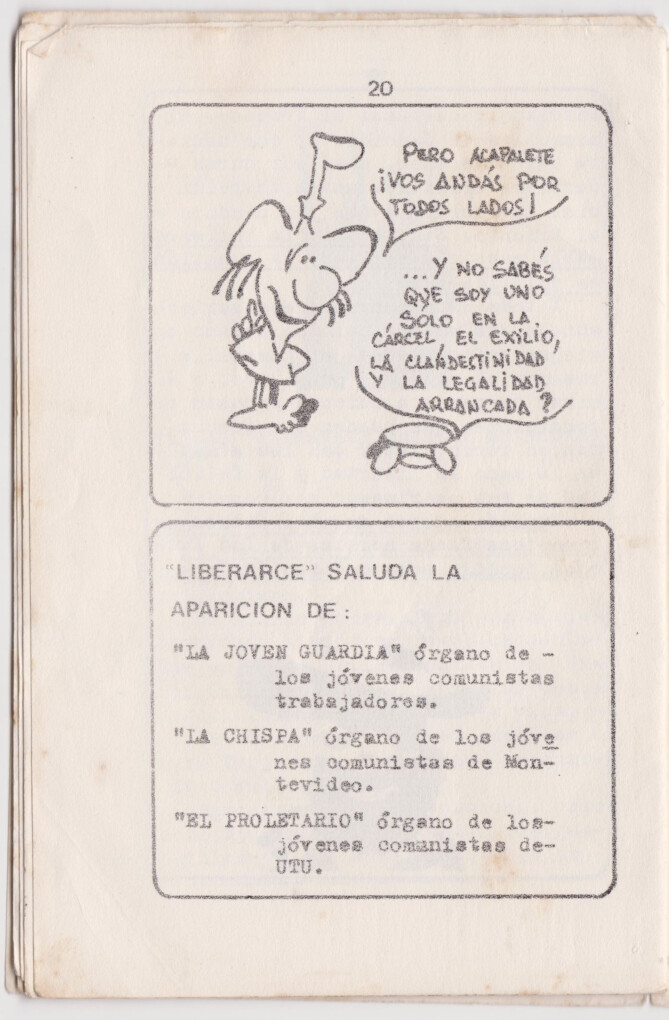 20
PERO ACAPALETE
¡VOS ANDÁS POR
TODOS LADOS!
...Y NO SABÉS
QUE SOY UNO
SÓLO EN LA
CÁRCEL, EL EXILIO,
LA CLANDESTINIDAD
Y LA LEGALIDAD
ARRANCADA?
"LIBERARCE" SALUDA LA
APARICION DE:
"LA JOVEN GUARDIA" órgano de -
los jóvenes comunistas
trabajadores.
"LA CHISPA" órgano de los jóve
nes comunistas de Mon-
tevideo.
"EL PROLETARIO" órgano de los-
jóvenes comunistas de-
UTU.